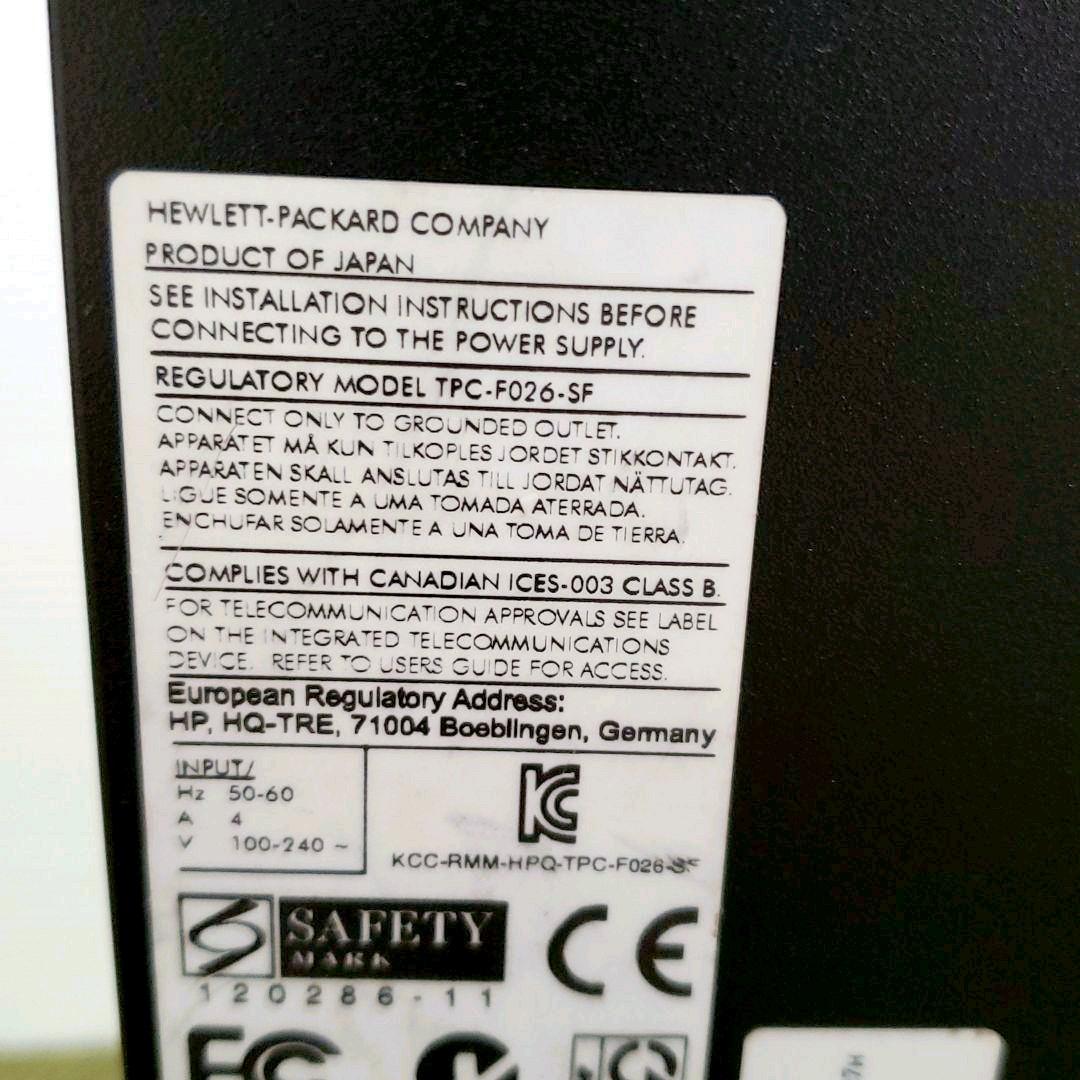 HEWLETT-PACKARD COMPANY
PRODUCT OF JAPAN
SEE INSTALLATION INSTRUCTIONS BEFORE
CONNECTING TO THE POWER SUPPLY.
REGULATORY MODEL TPC-F026-SF
CONNECT ONLY TO GROUNDED OUTLET.
APPARATET MÅ KUN TILKOPLES JORDET STIKKONTAKT.
APPARATEN SKALL ANSLUTAS TILL JORDAT NÄTTUTAG.
LIGUE SOMENTE A UMA TOMADA ATERRADA.
ENCHUFAR SOLAMENTE A UNA TOMA DE TIERRA.
COMPLIES WITH CANADIAN ICES-003 CLASS B.
FOR TELECOMMUNICATION APPROVALS SEE LABEL
ON THE INTEGRATED TELECOMMUNICATIONS
DEVICE. REFER TO USERS GUIDE FOR ACCESS.
European Regulatory Address:
HP, HQ-TRE, 71004 Boeblingen, Germany
INPUT/
Hz 50-60
A 4
V 100-240 ~
KC
KCC-RMM-HPQ-TPC-F026-SF
SAFETY
MARK
CE
120286-11
FC